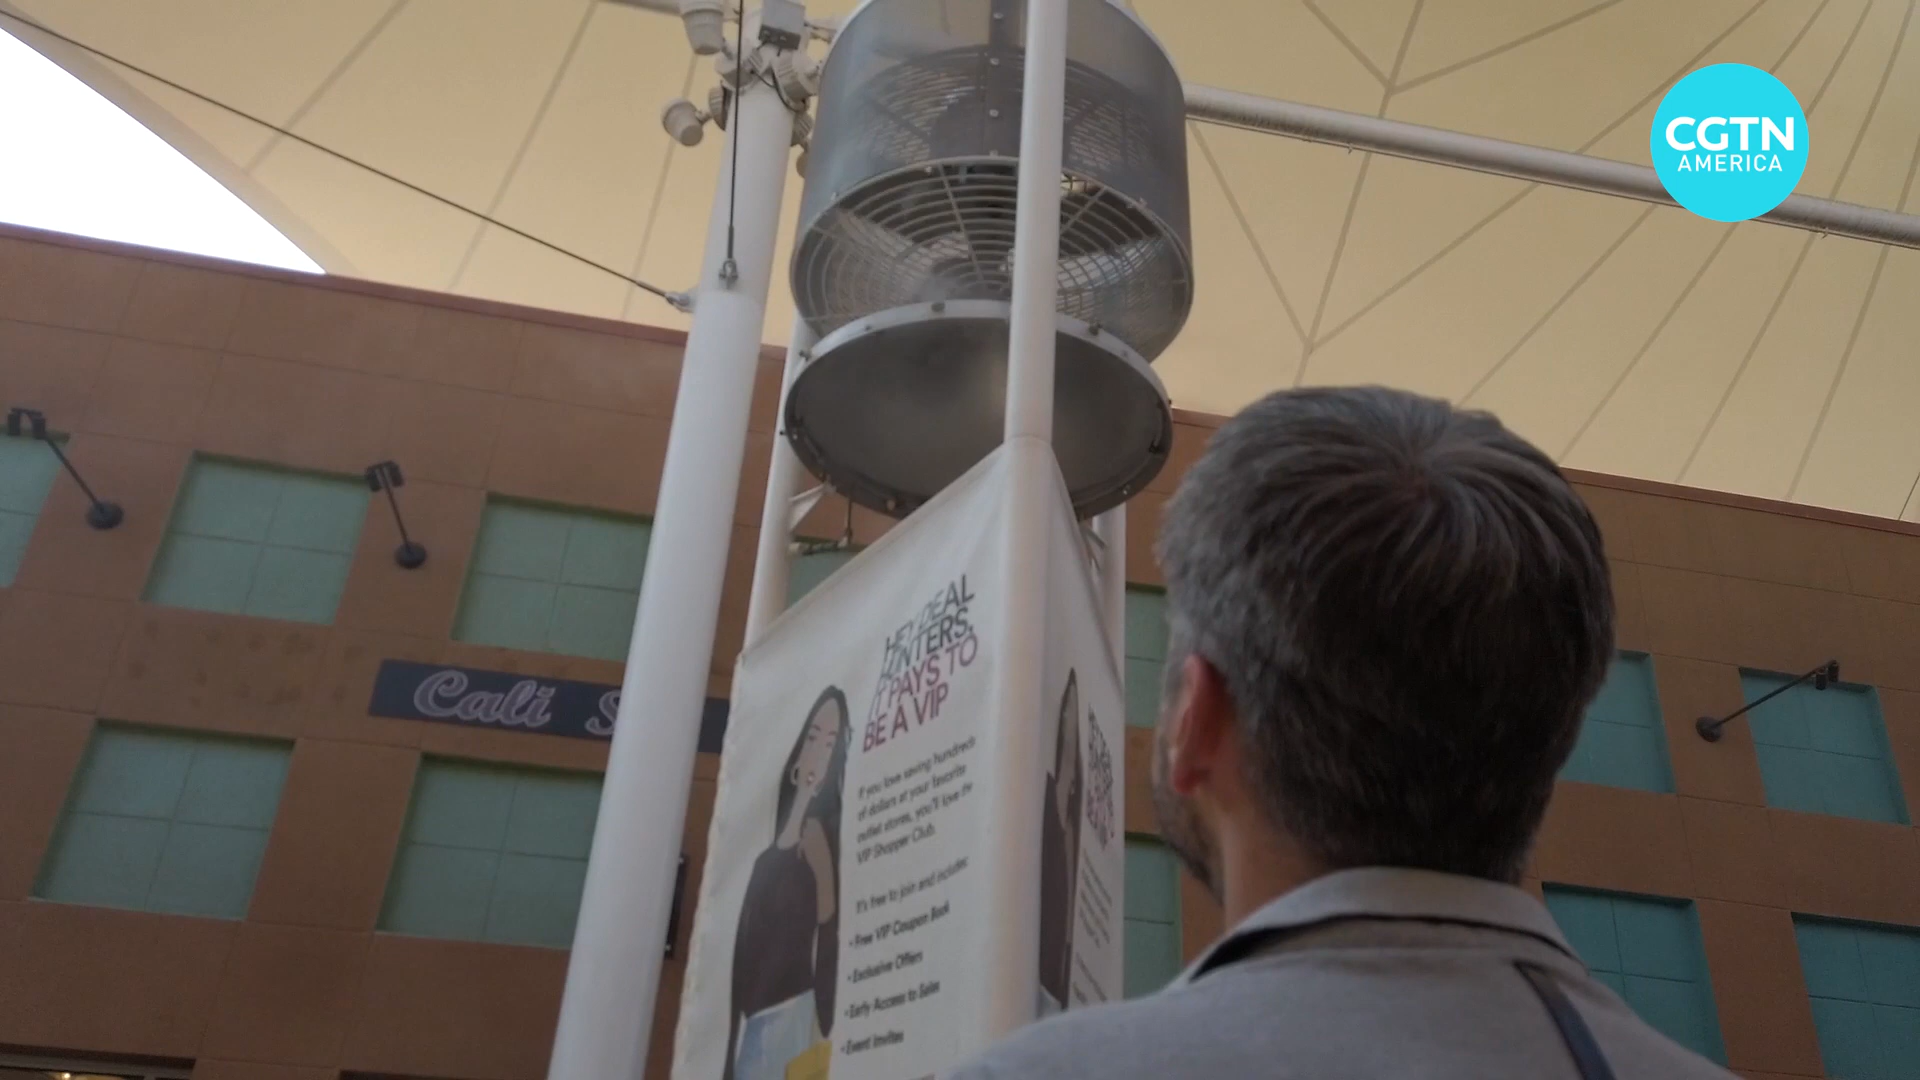 CGTN
AMERICA
Cali S
HEY DEAL
HUNTERS,
IT PAYS TO
BE A VIP
If you love saving hundreds
of dollars at your favorite
outlet stores, you'll love the
VIP Shopper Club.
It's free to join and includes:
• Free VIP Coupon Book
• Exclusive Offers
• Early Access to Sales
• Event Invites